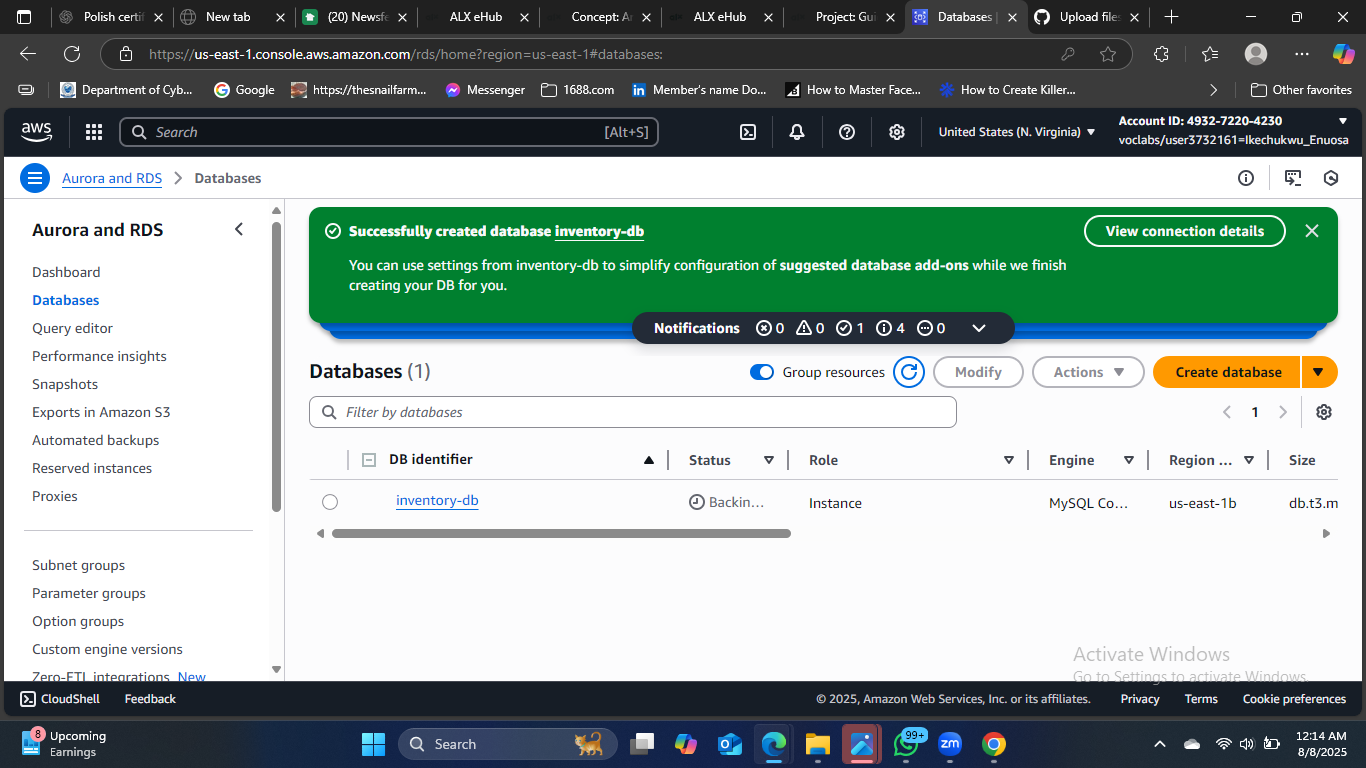 Polish certif
New tab
(20) Newsfe
ALX eHub
Concept: Ar
ALX eHub
Project: Gui
Databases |
Upload files
https://us-east-1.console.aws.amazon.com/rds/home?region=us-east-1#databases:
Department of Cyb...
Google
https://thesnailfarm...
Messenger
1688.com
Member's name Do...
How to Master Face...
How to Create Killer...
Other favorites
aws
Search
[Alt+S]
United States (N. Virginia)
Account ID: 4932-7220-4230
voclabs/user3732161=Ikechukwu_Enuosa
Aurora and RDS
Databases
Aurora and RDS
Dashboard
Databases
Query editor
Performance insights
Snapshots
Exports in Amazon S3
Automated backups
Reserved instances
Proxies
Subnet groups
Parameter groups
Option groups
Custom engine versions
Zero-ETL integrations New
Successfully created database inventory-db
View connection details
You can use settings from inventory-db to simplify configuration of suggested database add-ons while we finish
creating your DB for you.
Notifications 0 0 1 4 0
Databases (1)
Group resources
Modify
Actions
Create database
Filter by databases
1
DB identifier
Status
Role
Engine
Region ...
Size
inventory-db
Backin...
Instance
MySQL Co...
us-east-1b
db.t3.m
Activate Windows
Go to Settings to activate Windows.
CloudShell
Feedback
© 2025, Amazon Web Services, Inc. or its affiliates.
Privacy
Terms
Cookie preferences
8
Upcoming
Earnings
Search
99+
zm
12:14 AM
8/8/2025